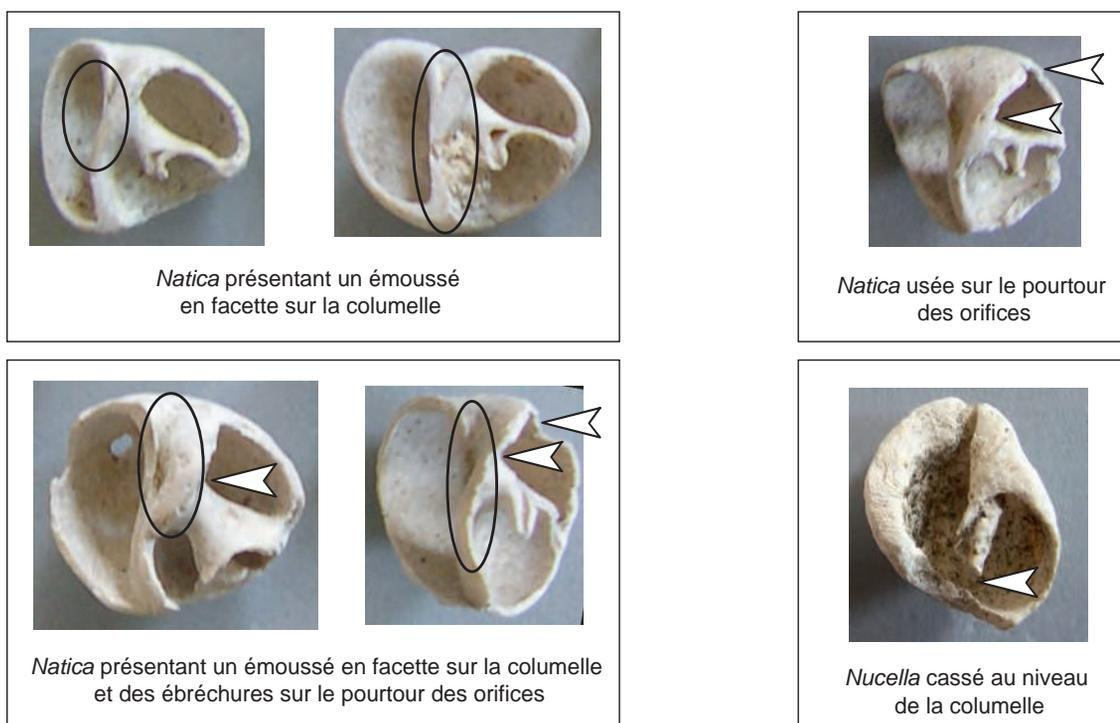 Natica présentant un émoussé
en facette sur la columelle
Natica usée sur le pourtour
des orifices
Natica présentant un émoussé en facette sur la columelle
et des ébréchures sur le pourtour des orifices
Nucella cassé au niveau
de la columelle